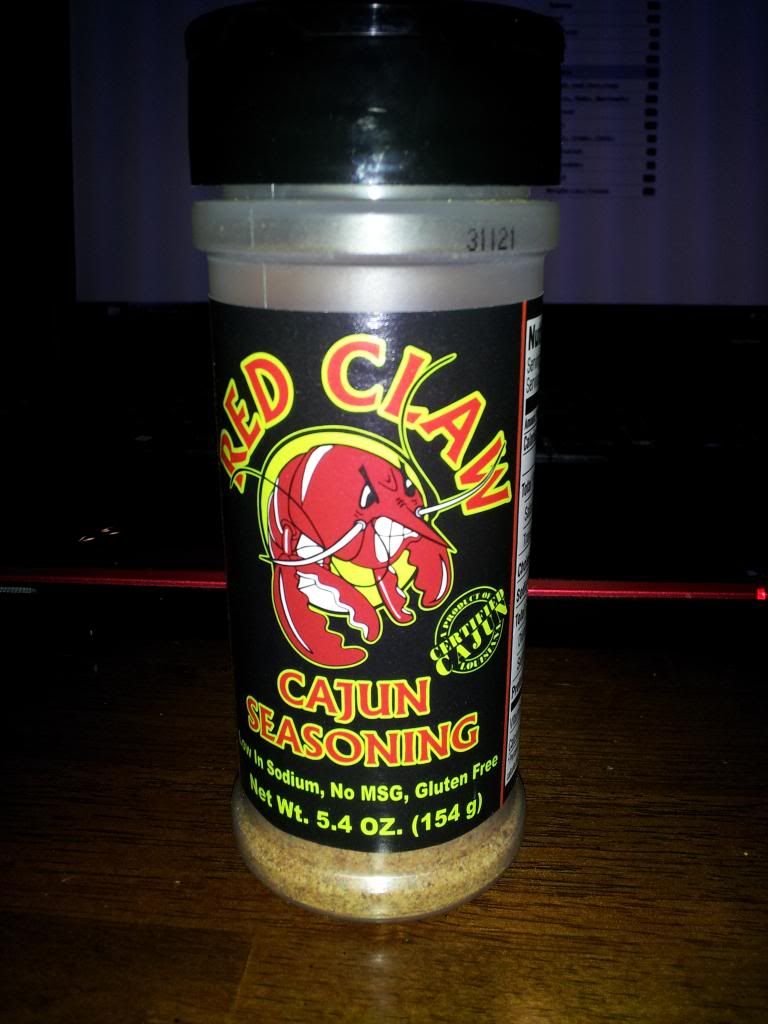 31121
RED CLAW
A PRODUCT OF
CERTIFIED
CAJUN
LOUISIANA
CAJUN
SEASONING
Low In Sodium, No MSG, Gluten Free
Net Wt. 5.4 OZ. (154 g)